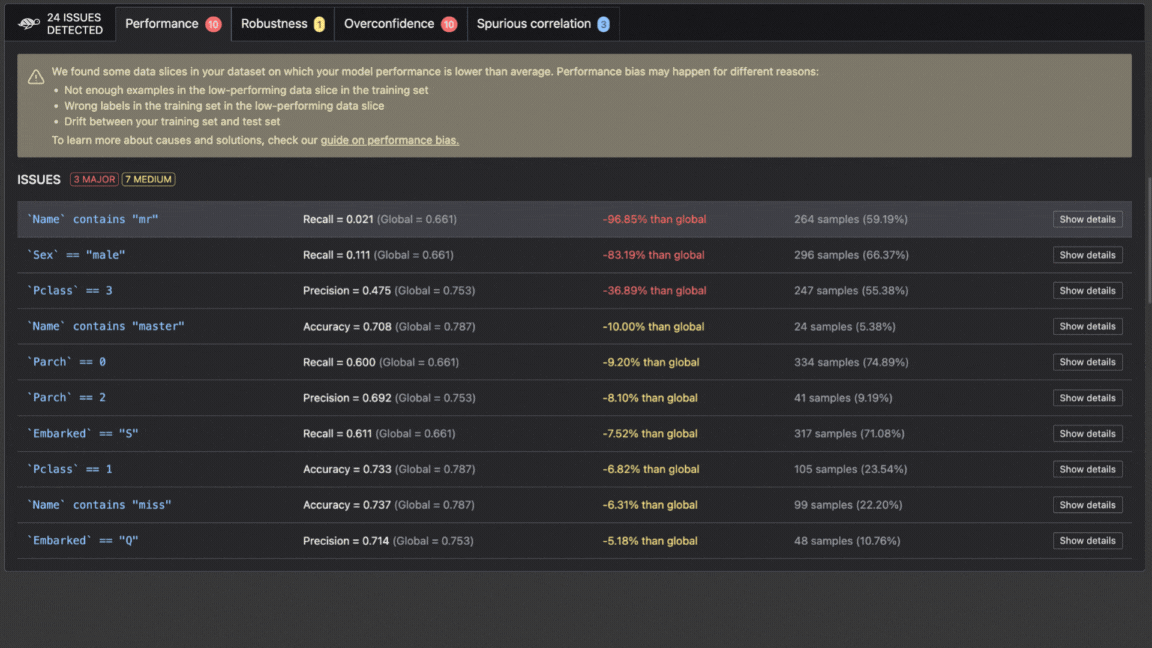 24 ISSUES
DETECTED
Performance 10
Robustness 1
Overconfidence 10
Spurious correlation 3
We found some data slices in your dataset on which your model performance is lower than average. Performance bias may happen for different reasons:
• Not enough examples in the low-performing data slice in the training set
• Wrong labels in the training set in the low-performing data slice
• Drift between your training set and test set
To learn more about causes and solutions, check our guide on performance bias.
ISSUES 3 MAJOR 7 MEDIUM
`Name` contains "mr" Recall = 0.021 (Global = 0.661) -96.85% than global 264 samples (59.19%) Show details
`Sex` == "male" Recall = 0.111 (Global = 0.661) -83.19% than global 296 samples (66.37%) Show details
`Pclass` == 3 Precision = 0.475 (Global = 0.753) -36.89% than global 247 samples (55.38%) Show details
`Name` contains "master" Accuracy = 0.708 (Global = 0.787) -10.00% than global 24 samples (5.38%) Show details
`Parch` == 0 Recall = 0.600 (Global = 0.661) -9.20% than global 334 samples (74.89%) Show details
`Parch` == 2 Precision = 0.692 (Global = 0.753) -8.10% than global 41 samples (9.19%) Show details
`Embarked` == "S" Recall = 0.611 (Global = 0.661) -7.52% than global 317 samples (71.08%) Show details
`Pclass` == 1 Accuracy = 0.733 (Global = 0.787) -6.82% than global 105 samples (23.54%) Show details
`Name` contains "miss" Accuracy = 0.737 (Global = 0.787) -6.31% than global 99 samples (22.20%) Show details
`Embarked` == "Q" Precision = 0.714 (Global = 0.753) -5.18% than global 48 samples (10.76%) Show details